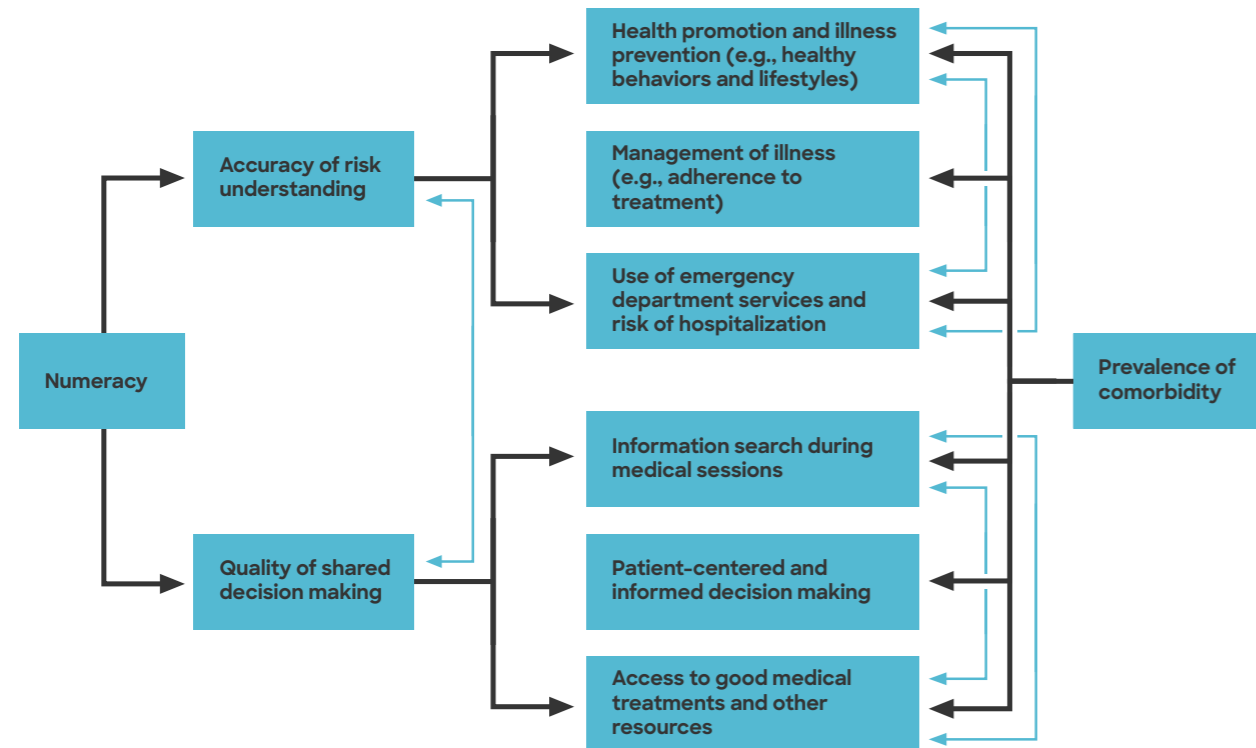 Health promotion and illness
prevention (e.g., healthy
behaviors and lifestyles)
Accuracy of risk
understanding
Management of illness
(e.g., adherence to
treatment)
Use of emergency
department services and
risk of hospitalization
Numeracy
Prevalence of
comorbidity
Information search during
medical sessions
Quality of shared
decision making
Patient-centered and
informed decision making
Access to good medical
treatments and other
resources